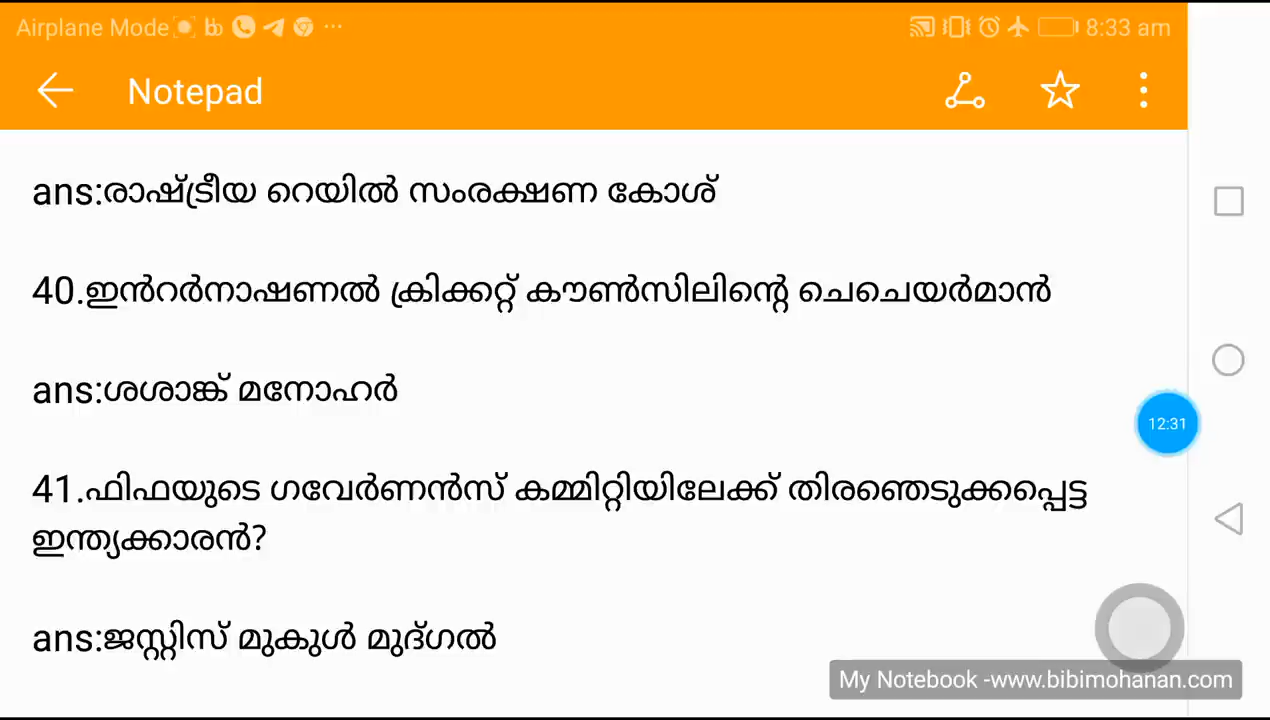 Airplane Mode 8:33 am
Notepad
ans:രാഷ്ട്രീയ റെയിൽ സംരക്ഷണ കോശ്
40.ഇൻറർനാഷണൽ ക്രിക്കറ്റ് കൗൺസിലിന്റെ ചെചെയർമാൻ
ans:ശശാങ്ക് മനോഹർ
12:31
41.ഫിഫയുടെ ഗവേർണൻസ് കമ്മിറ്റിയിലേക്ക് തിരഞെടുക്കപ്പെട്ട
ഇന്ത്യക്കാരൻ?
ans:ജസ്റ്റിസ് മുകുൾ മുദ്ഗൽ
My Notebook -www.bibimohanan.com